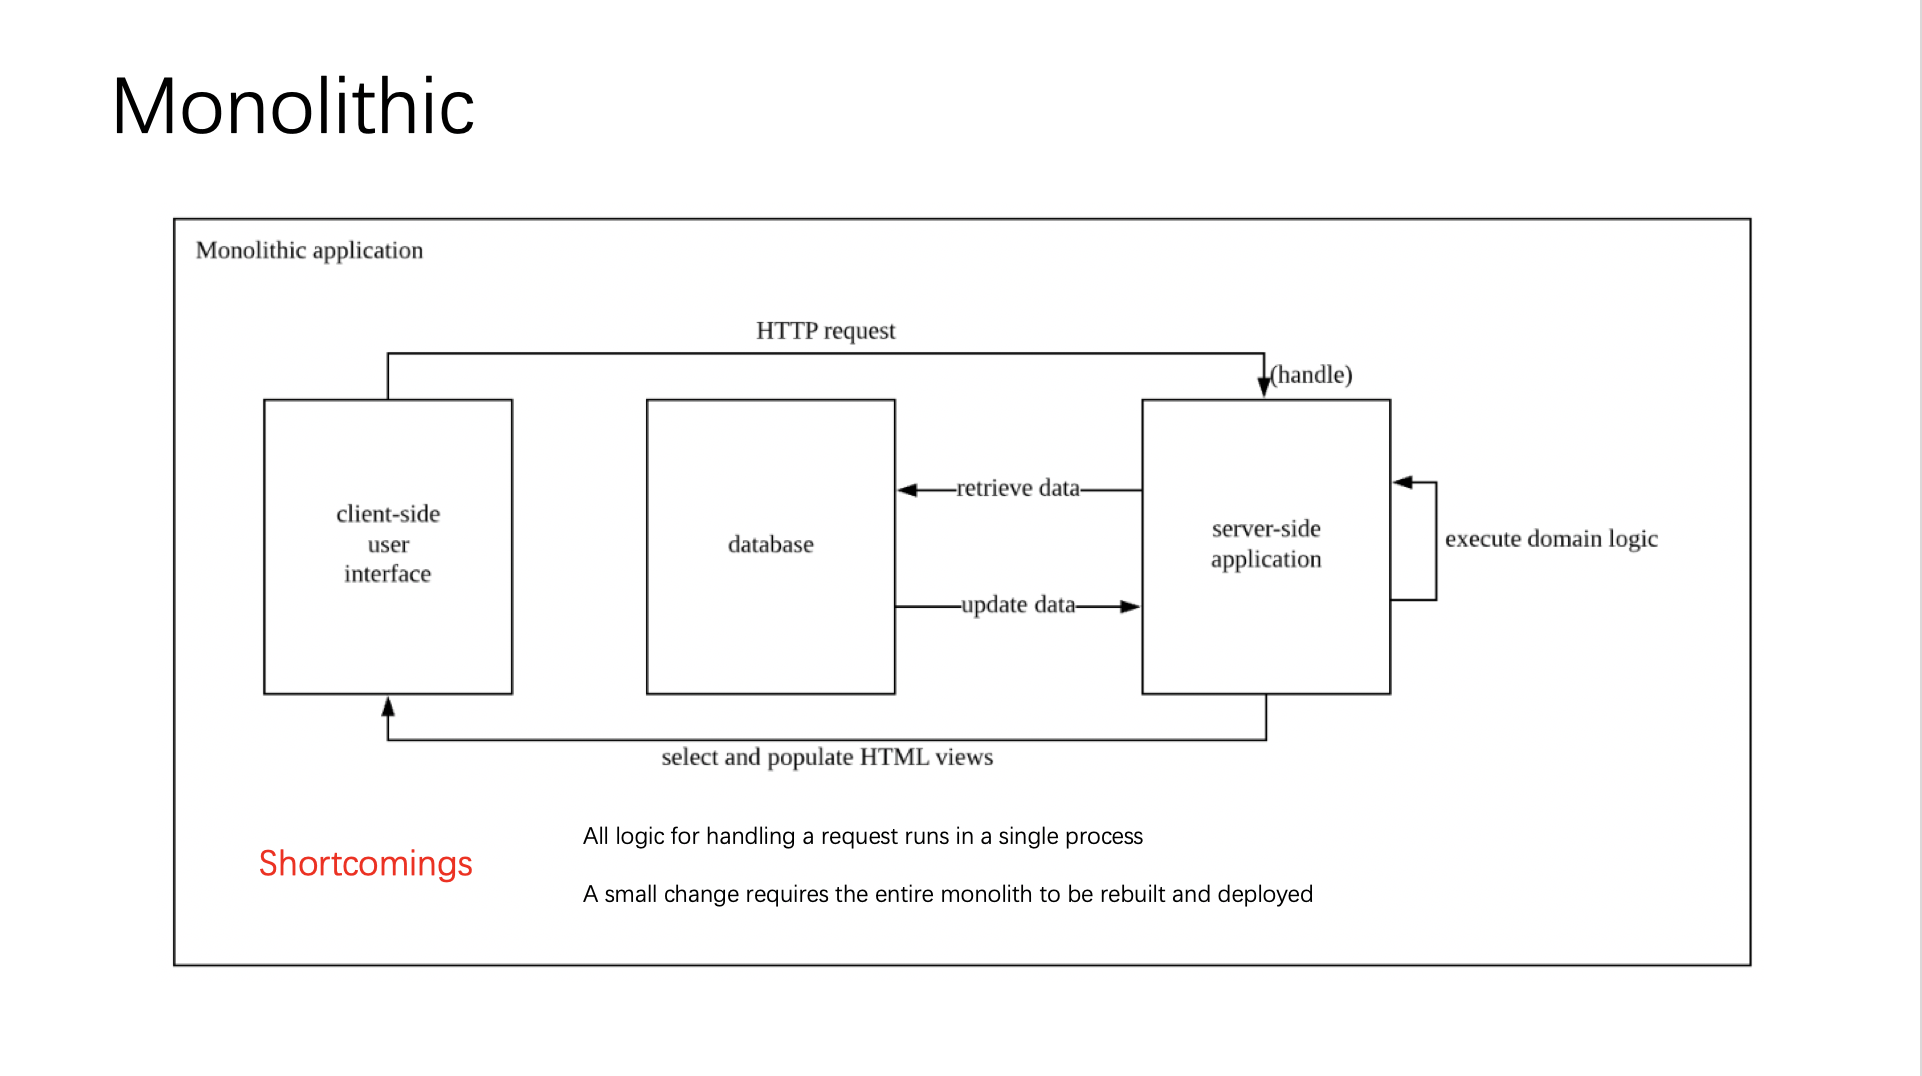 Monolithic
Monolithic application
HTTP request
(handle)
client-side
user
interface
database
retrieve data
update data
server-side
application
execute domain logic
select and populate HTML views
Shortcomings
All logic for handling a request runs in a single process
A small change requires the entire monolith to be rebuilt and deployed